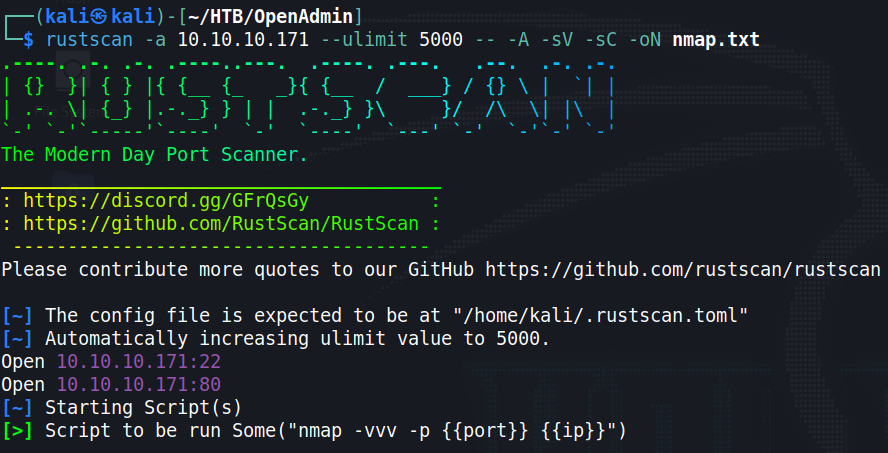 ┌──(kali㉿kali)-[~/HTB/OpenAdmin]
└─$ rustscan -a 10.10.10.171 --ulimit 5000 -- -A -sV -sC -oN nmap.txt
.----. .-. .-. .----..---.  .----. .---.   .--.  .-. .-.
| {}  }| { } |{ {__ {_   _}{ {__  /  ___} / {} \ |  `| |
| .-. \| {_} |.-._} } | |  .-._} }\     }/  /\  \| |\  |
`-' `-'`-----'`----'  `-'  `----'  `---' `-'  `-'`-' `-'
The Modern Day Port Scanner.
________________________________________
: https://discord.gg/GFrQsGy           :
: https://github.com/RustScan/RustScan :
 --------------------------------------
Please contribute more quotes to our GitHub https://github.com/rustscan/rustscan
[~] The config file is expected to be at "/home/kali/.rustscan.toml"
[~] Automatically increasing ulimit value to 5000.
Open 10.10.10.171:22
Open 10.10.10.171:80
[~] Starting Script(s)
[>] Script to be run Some("nmap -vvv -p {{port}} {{ip}}")